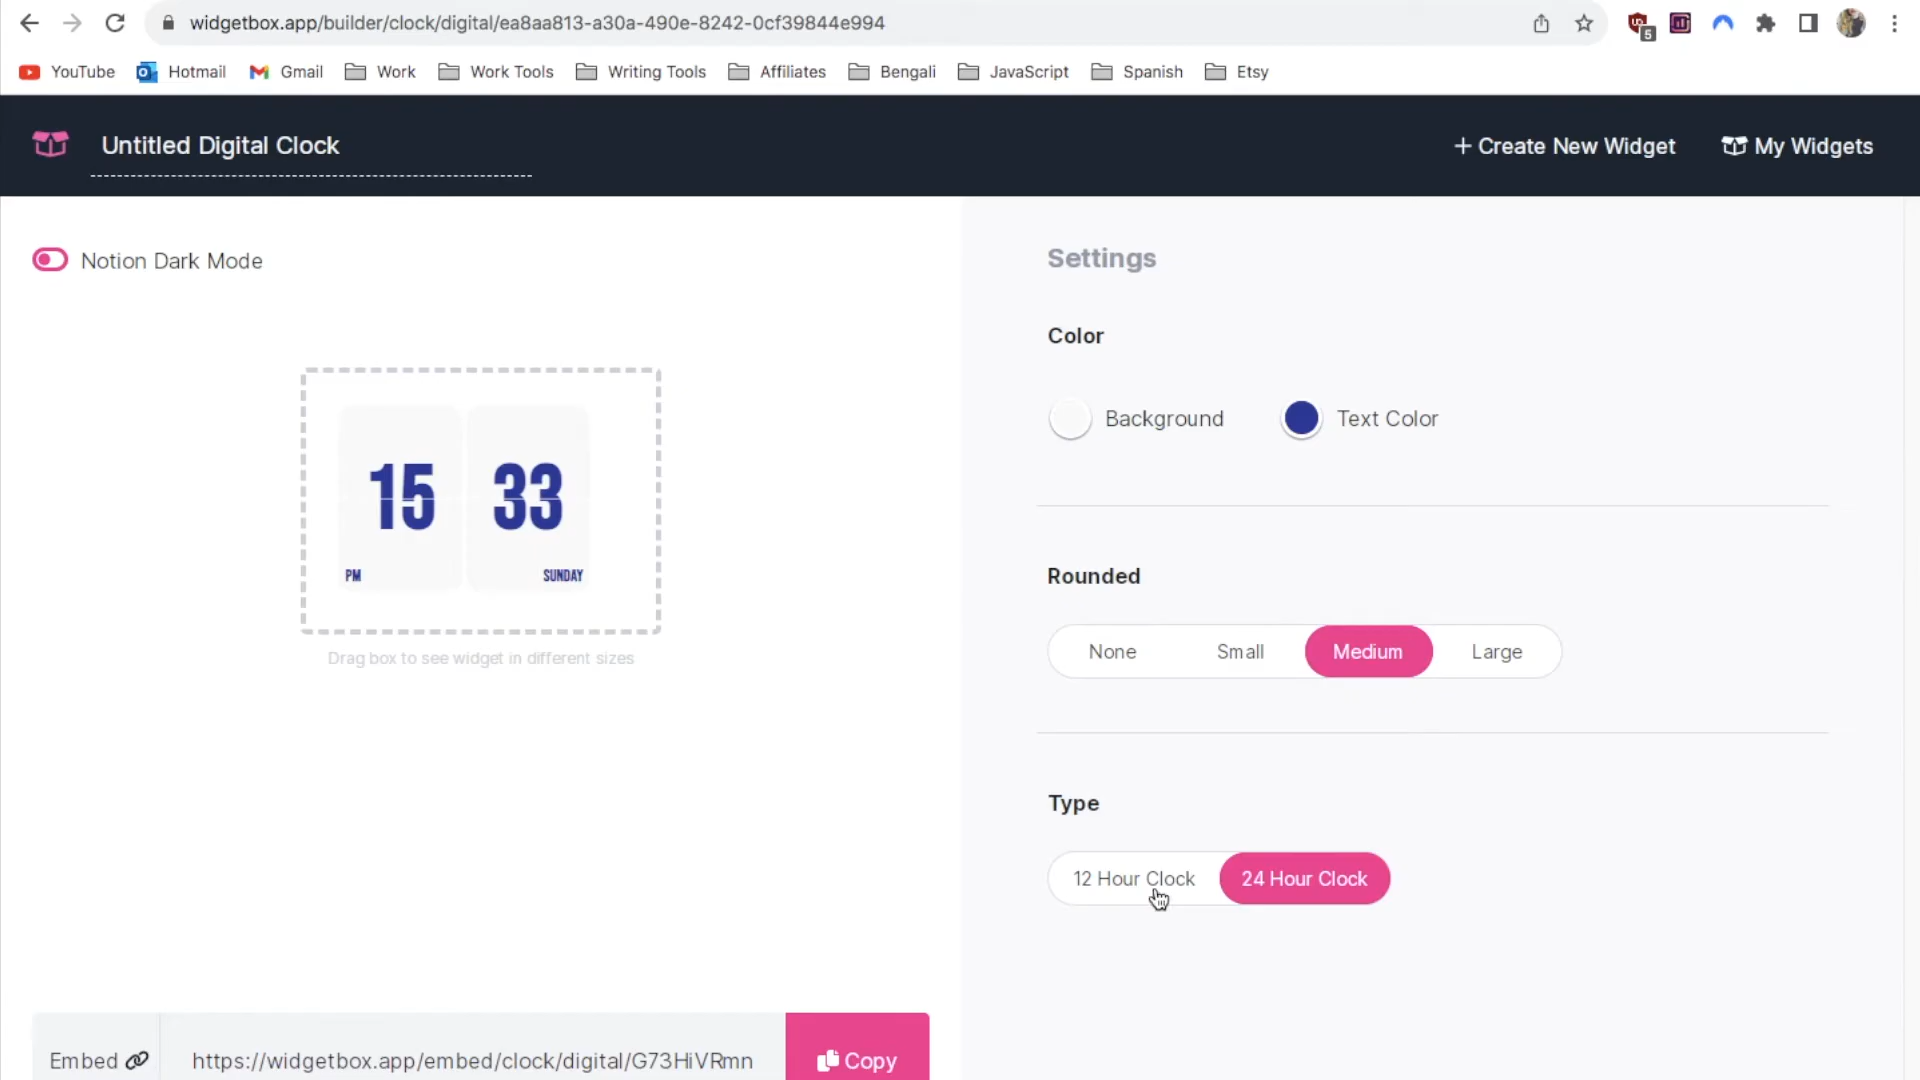 widgetbox.app/builder/clock/digital/ea8aa813-a30a-490e-8242-0cf39844e994
5
YouTube Hotmail Gmail Work Work Tools Writing Tools Affiliates Bengali JavaScript Spanish Etsy
Untitled Digital Clock
+ Create New Widget My Widgets
Notion Dark Mode
15 33
PM SUNDAY
Drag box to see widget in different sizes
Embed https://widgetbox.app/embed/clock/digital/G73HiVRmn Copy
Settings
Color
Background Text Color
Rounded
None Small Medium Large
Type
12 Hour Clock 24 Hour Clock